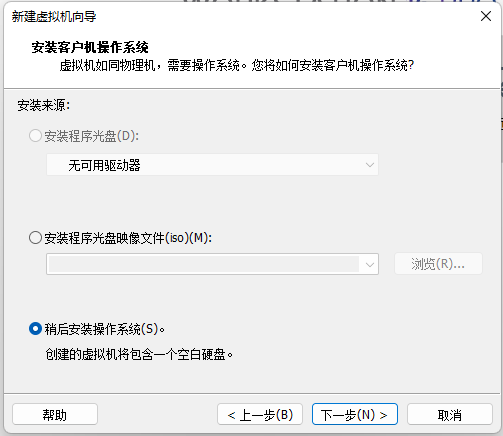 新建虚拟机向导
安装客户机操作系统
虚拟机如同物理机，需要操作系统。您将如何安装客户机操作系统?
安装来源:
安装程序光盘(D):
无可用驱动器
安装程序光盘映像文件(iso)(M):
浏览(R)...
稍后安装操作系统(S)。
创建的虚拟机将包含一个空白硬盘。
帮助
< 上一步(B)
下一步(N) >
取消